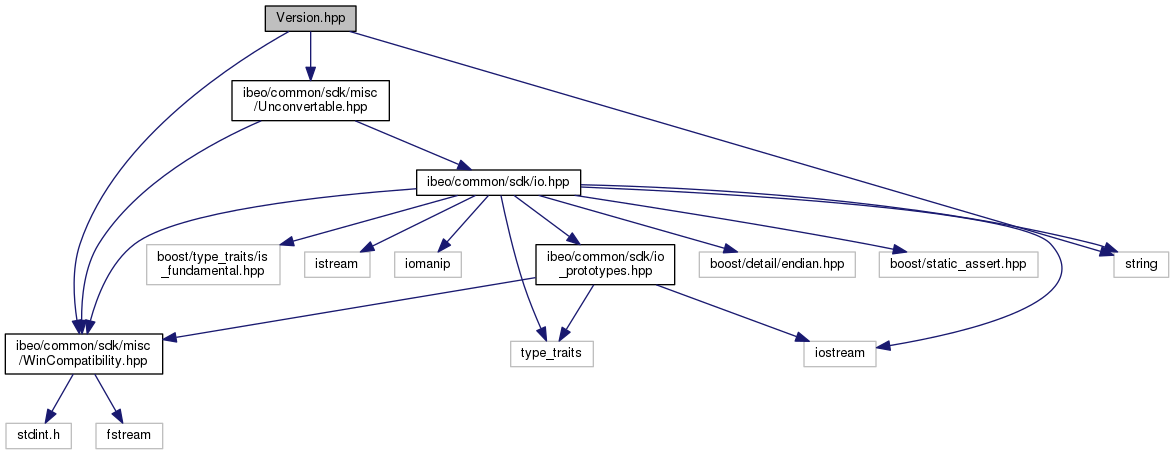 Version.hpp
ibeo/common/sdk/misc
/Unconvertable.hpp
ibeo/common/sdk/io.hpp
boost/type_traits/is
_fundamental.hpp
istream
iomanip
ibeo/common/sdk/io
_prototypes.hpp
boost/detail/endian.hpp
boost/static_assert.hpp
string
ibeo/common/sdk/misc
/WinCompatibility.hpp
type_traits
iostream
stdint.h
fstream